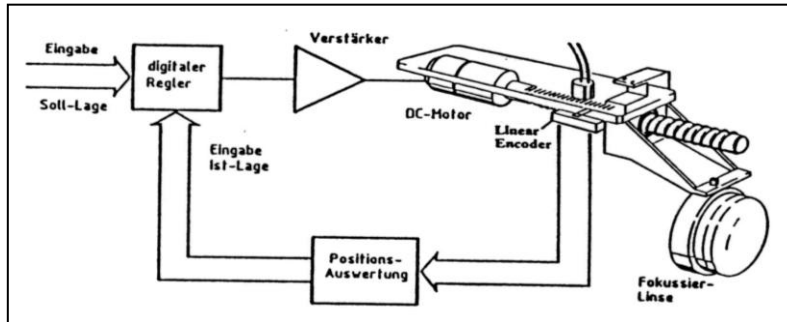 Eingabe
Soll-Lage
digitaler
Regler
Verstärker
DC-Motor
Linear
Encoder
Eingabe
Ist-Lage
Positions-
Auswertung
Fokussier-
Linse